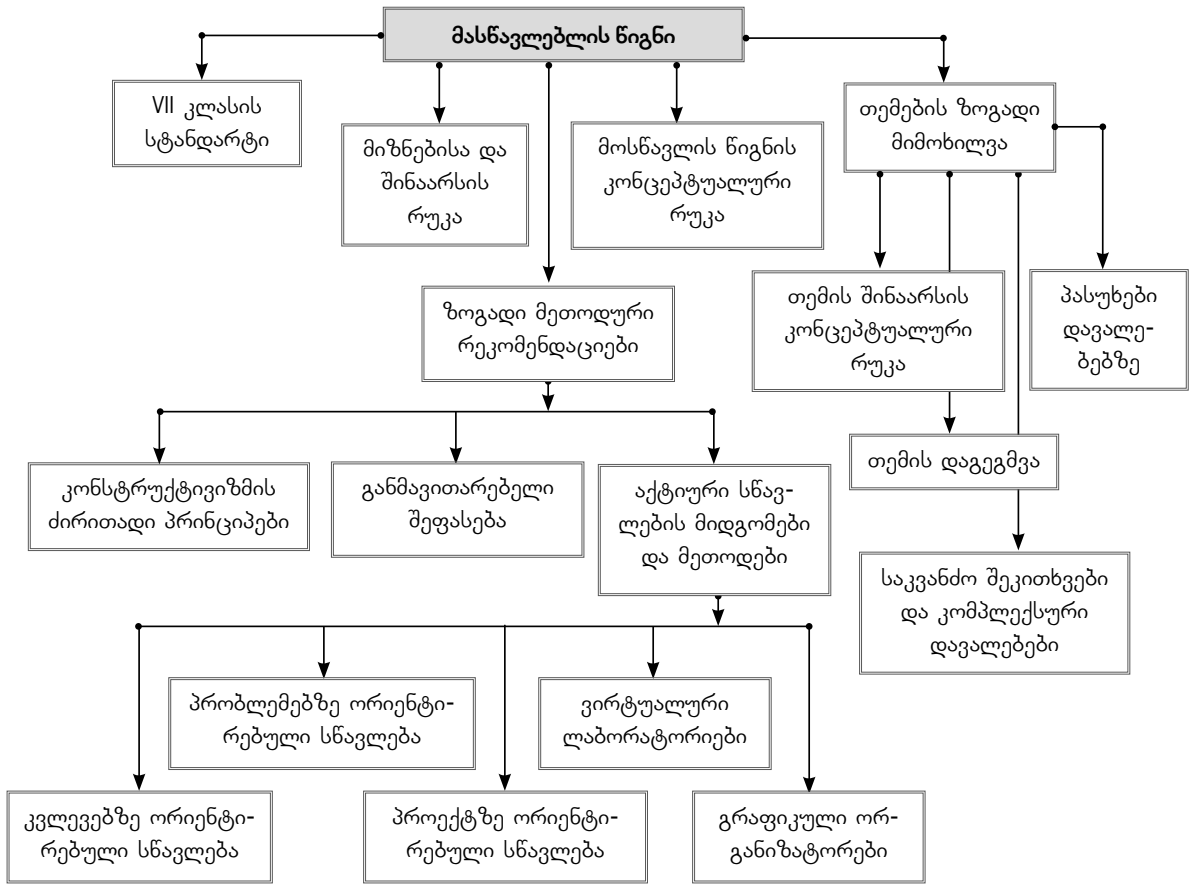 მასწავლებლის წიგნი
VII კლასის
სტანდარტი
მიზნებისა და
შინაარსის
რუკა
მოსწავლის წიგნის
კონცეპტუალური
რუკა
თემების ზოგადი
მიმოხილვა
ზოგადი მეთოდური
რეკომენდაციები
თემის შინაარსის
კონცეპტუალური
რუკა
პასუხები
დავალე-
ბებზე
თემის დაგეგმვა
საკვანძო შეკითხვები
და კომპლექსური
დავალებები
კონსტრუქტივიზმის
ძირითადი პრინციპები
განმავითარებელი
შეფასება
აქტიური სწავ-
ლების მიდგომები
და მეთოდები
პრობლემებზე ორიენტი-
რებული სწავლება
ვირტუალური
ლაბორატორიები
კვლევებზე ორიენტი-
რებული სწავლება
პროექტზე ორიენტი-
რებული სწავლება
გრაფიკული ორ-
განიზატორები